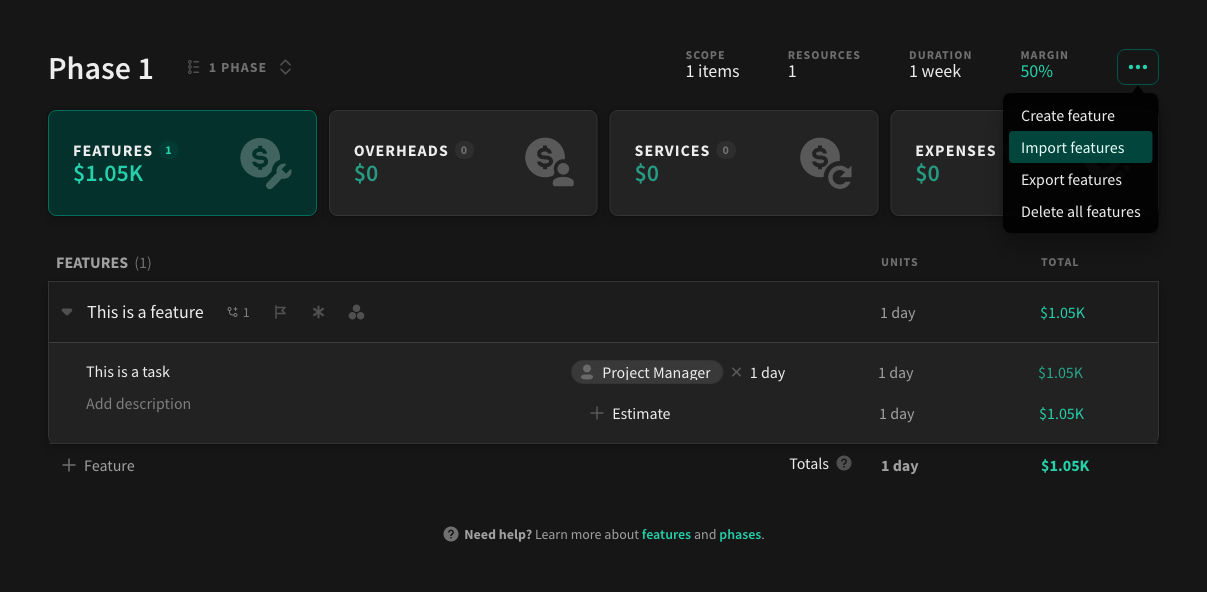 Phase 1
1 PHASE
SCOPE
1 items
RESOURCES
1
DURATION
1 week
MARGIN
50%
Create feature
Import features
Export features
Delete all features
FEATURES 1
$1.05K
OVERHEADS 0
$0
SERVICES 0
$0
EXPENSES
$0
FEATURES (1)
UNITS
TOTAL
This is a feature
1
1 day
$1.05K
This is a task
Project Manager × 1 day
1 day
$1.05K
Add description
+ Estimate
1 day
$1.05K
+ Feature
Totals ?
1 day
$1.05K
? Need help? Learn more about features and phases.